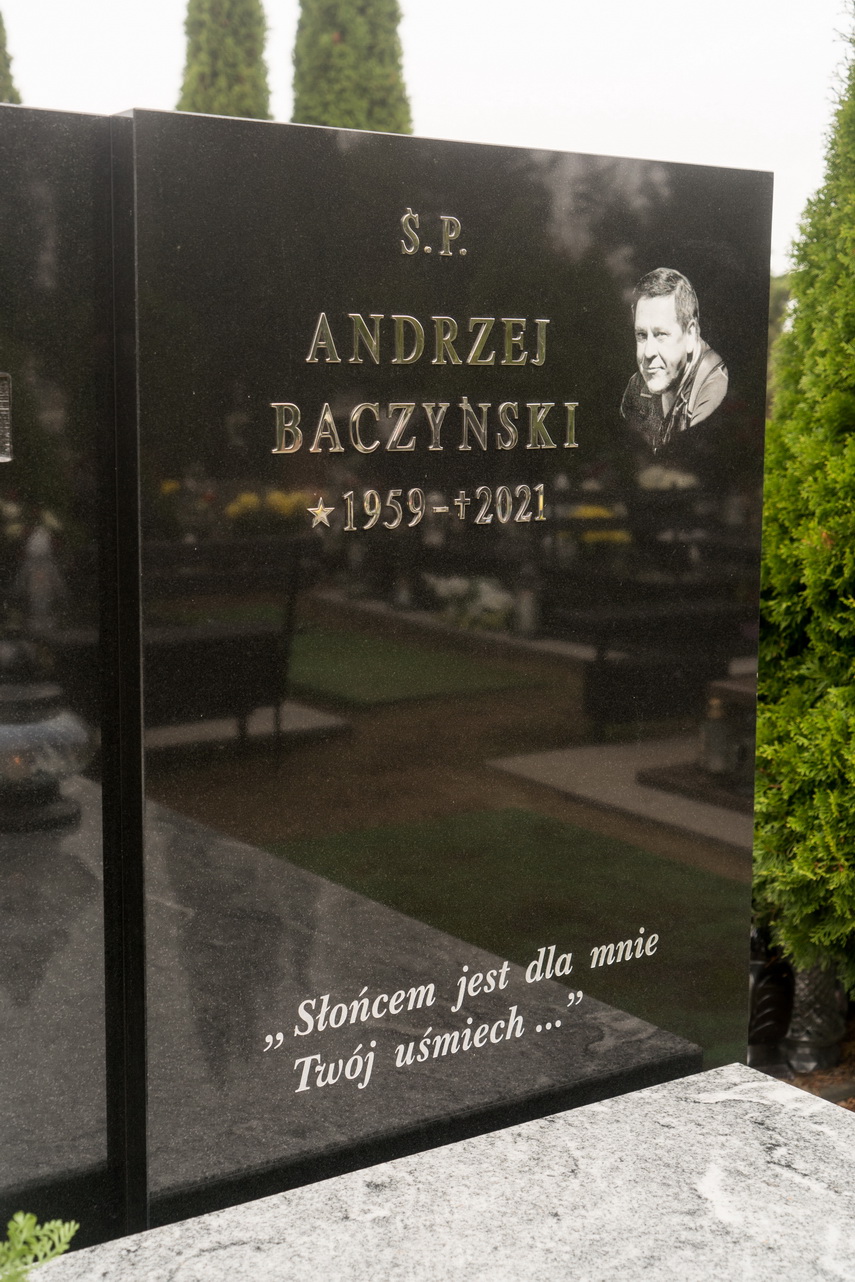 Ś.P.
ANDRZEJ
BACZYŃSKI
★1959-✝2021
„Słońcem jest dla mnie
Twój uśmiech ...”